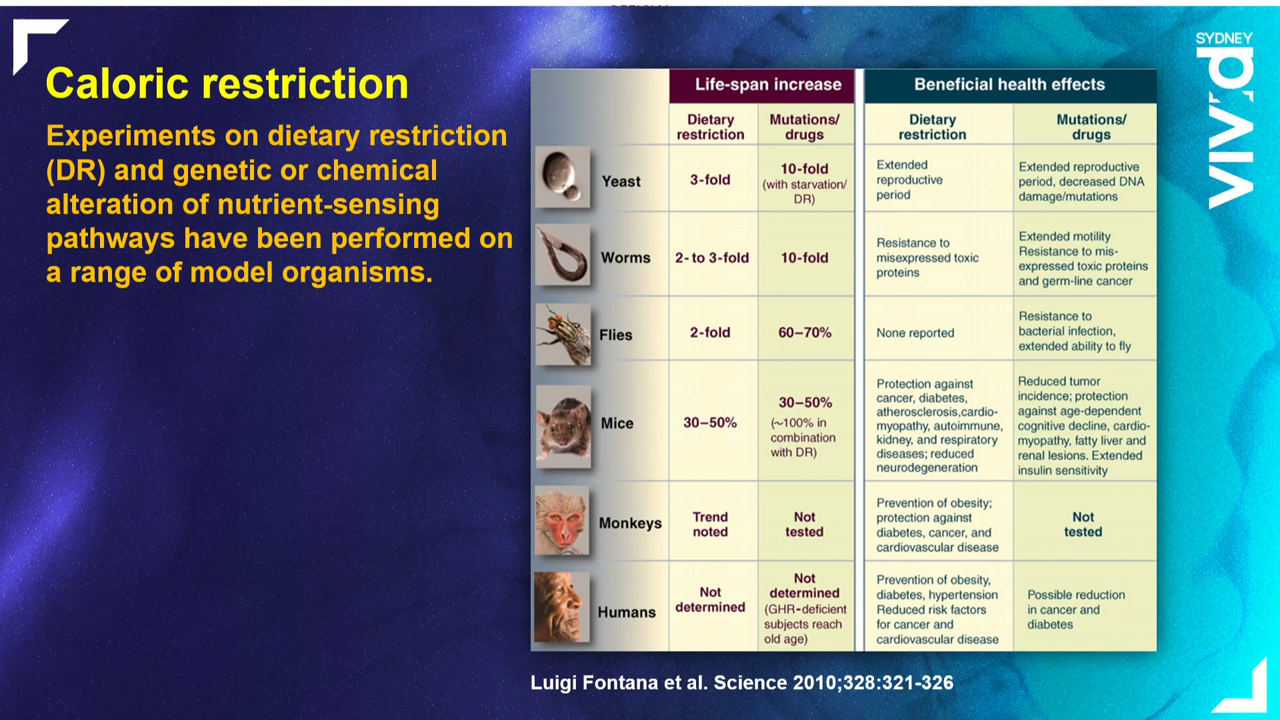 Caloric restriction
Experiments on dietary restriction
(DR) and genetic or chemical
alteration of nutrient-sensing
pathways have been performed on
a range of model organisms.
SYDNEY
VIVID
Life-span increase
Beneficial health effects
Dietary
restriction
Mutations/
drugs
Dietary
restriction
Mutations/
drugs
Yeast
3-fold
10-fold
(with starvation/
DR)
Extended
reproductive
period
Extended reproductive
period, decreased DNA
damage/mutations
Worms
2- to 3-fold
10-fold
Resistance to
misexpressed toxic
proteins
Extended motility
Resistance to mis-
expressed toxic proteins
and germ-line cancer
Flies
2-fold
60–70%
None reported
Resistance to
bacterial infection,
extended ability to fly
Mice
30–50%
30–50%
(~100% in
combination
with DR)
Protection against
cancer, diabetes,
atherosclerosis,cardio-
myopathy, autoimmune,
kidney, and respiratory
diseases; reduced
neurodegeneration
Reduced tumor
incidence; protection
against age-dependent
cognitive decline, cardio-
myopathy, fatty liver and
renal lesions. Extended
insulin sensitivity
Monkeys
Trend
noted
Not
tested
Prevention of obesity;
protection against
diabetes, cancer, and
cardiovascular disease
Not
tested
Humans
Not
determined
Not
determined
(GHR-deficient
subjects reach
old age)
Prevention of obesity,
diabetes, hypertension
Reduced risk factors
for cancer and
cardiovascular disease
Possible reduction
in cancer and
diabetes
Luigi Fontana et al. Science 2010;328:321-326